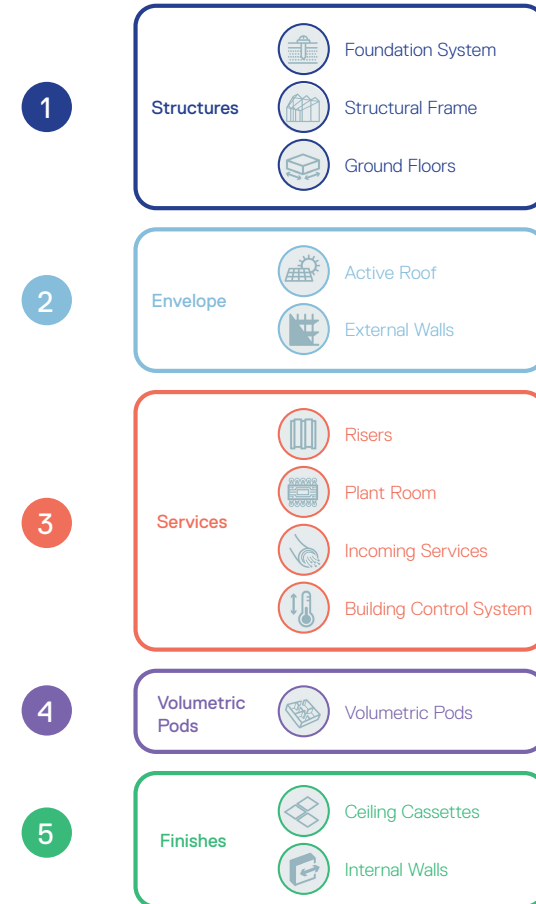 1
Structures
Foundation System
Structural Frame
Ground Floors
2
Envelope
Active Roof
External Walls
3
Services
Risers
Plant Room
Incoming Services
Building Control System
4
Volumetric
Pods
Volumetric Pods
5
Finishes
Ceiling Cassettes
Internal Walls